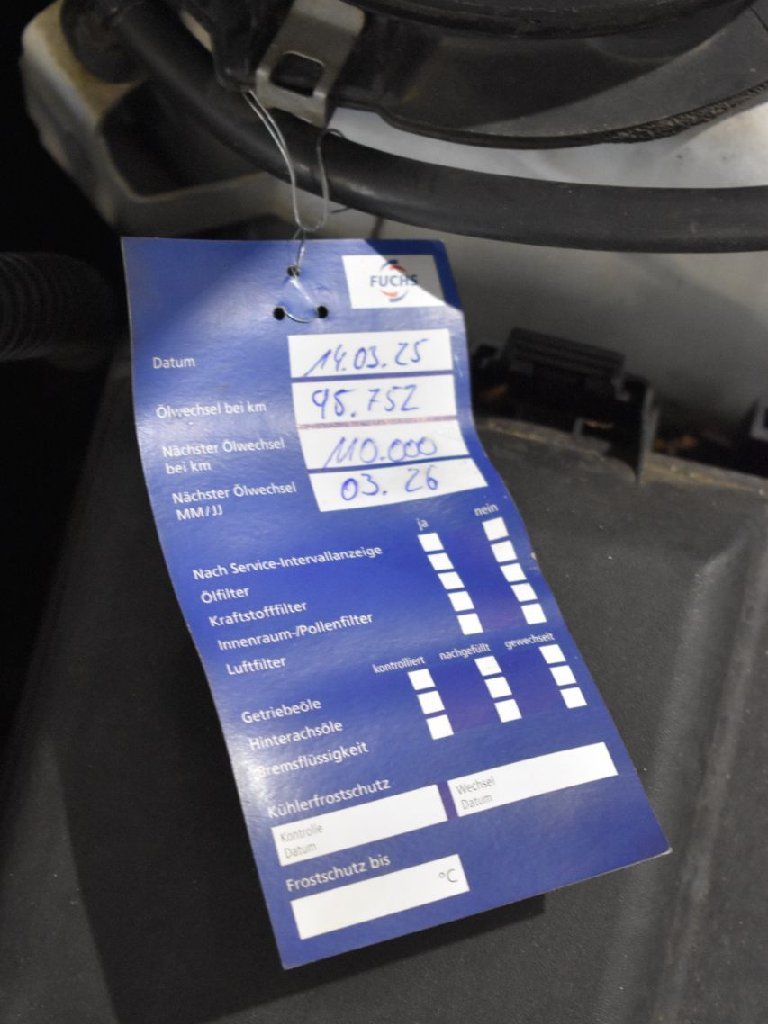 FUCHS
Datum 14.03.25
Ölwechsel bei km 95.752
Nächster Ölwechsel
bei km 110.000
Nächster Ölwechsel
MM/JJ 03. 26
ja nein
Nach Service-Intervallanzeige
Ölfilter
Kraftstofffilter
Innenraum-/Pollenfilter
Luftfilter
kontrolliert nachgefüllt gewechselt
Getriebeöle
Hinterachsöle
Bremsflüssigkeit
Kühlerfrostschutz
Kontrolle
Datum
Wechsel
Datum
Frostschutz bis
°C